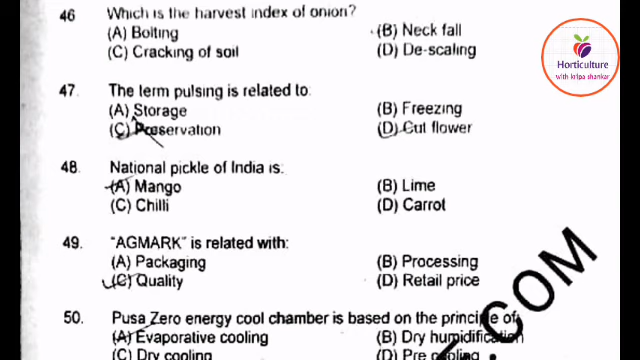 46 Which is the harvest index of onion?
(A) Bolting (B) Neck fall
(C) Cracking of soil (D) De-scaling
Horticulture
with kripa shankar
47. The term pulsing is related to:
(A) Storage (B) Freezing
(C) Preservation (D) Cut flower
48. National pickle of India is:
(A) Mango (B) Lime
(C) Chilli (D) Carrot
49. "AGMARK" is related with:
(A) Packaging (B) Processing
(C) Quality (D) Retail price
50. Pusa Zero energy cool chamber is based on the principle of:
(A) Evaporative cooling (B) Dry humidification
(C) Dry cooling (D) Pre cooling
.COM